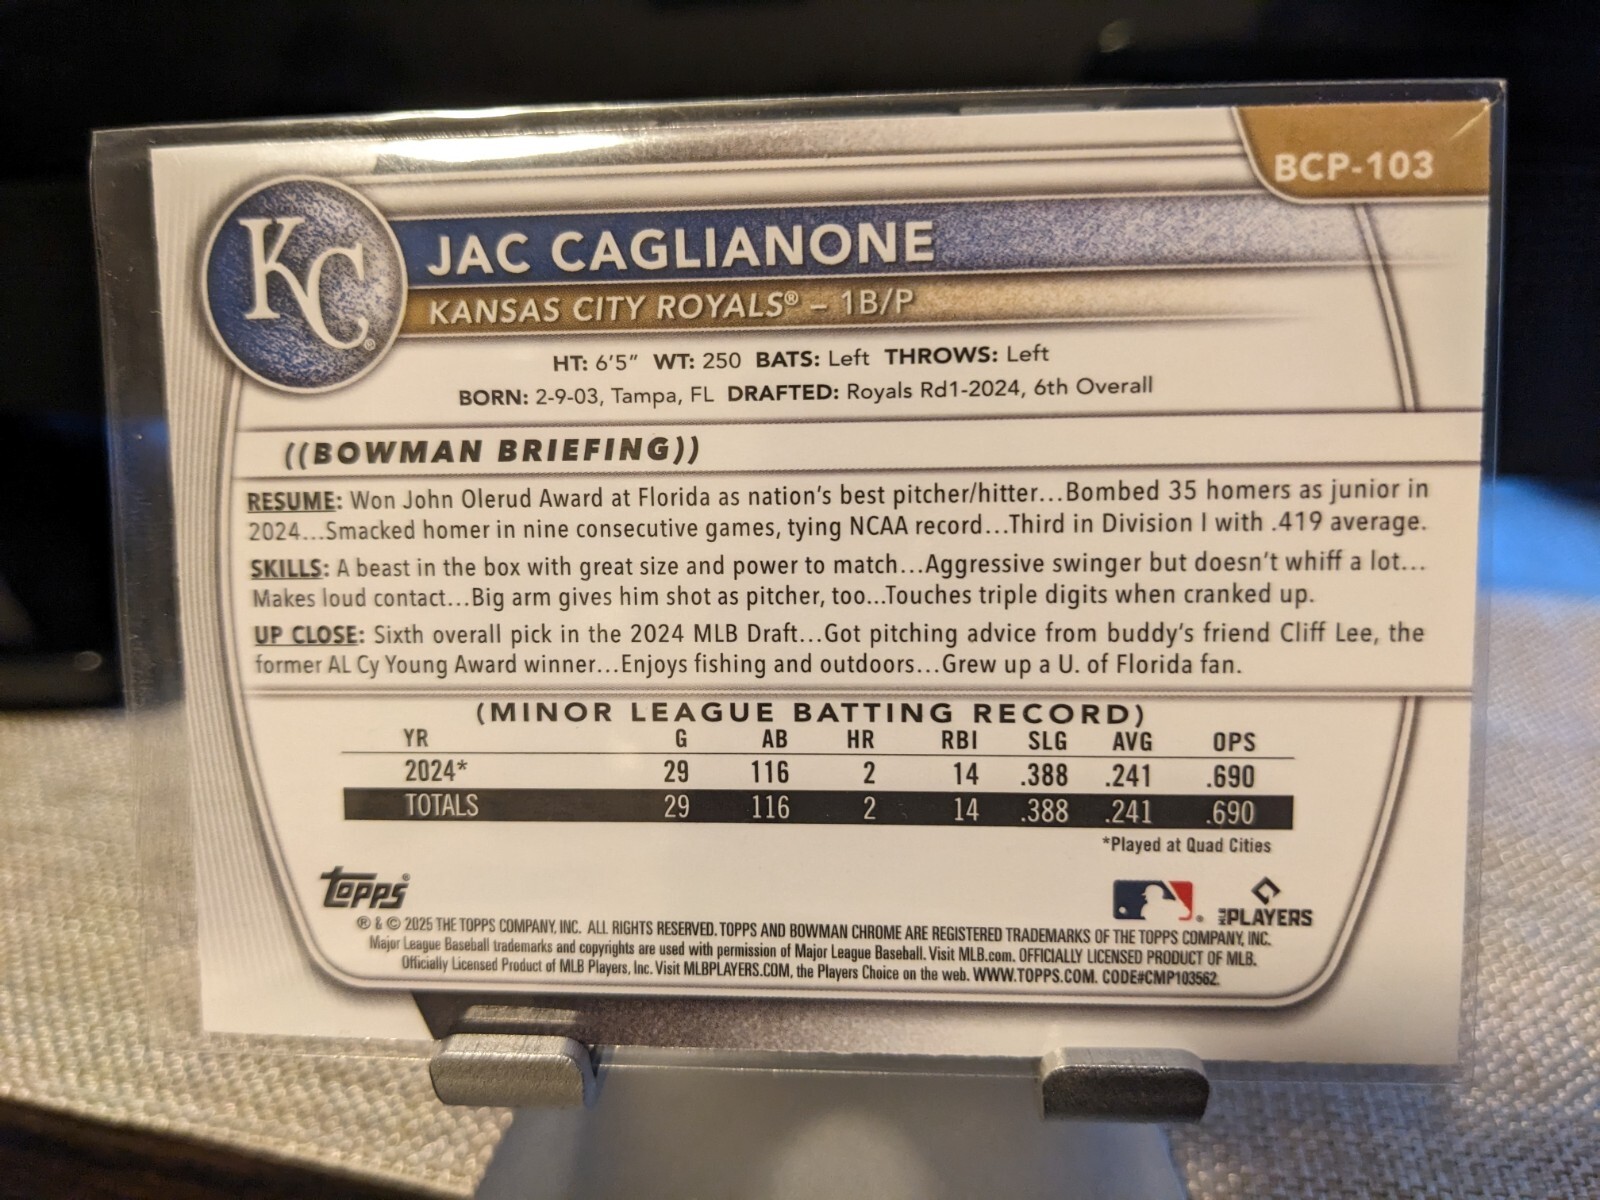 BCP-103
KC®
JAC CAGLIANONE
KANSAS CITY ROYALS® – 1B/P
HT: 6'5" WT: 250 BATS: Left THROWS: Left
BORN: 2-9-03, Tampa, FL DRAFTED: Royals Rd1-2024, 6th Overall
((BOWMAN BRIEFING))
RESUME: Won John Olerud Award at Florida as nation's best pitcher/hitter...Bombed 35 homers as junior in
2024...Smacked homer in nine consecutive games, tying NCAA record...Third in Division I with .419 average.
SKILLS: A beast in the box with great size and power to match...Aggressive swinger but doesn't whiff a lot...
Makes loud contact...Big arm gives him shot as pitcher, too...Touches triple digits when cranked up.
UP CLOSE: Sixth overall pick in the 2024 MLB Draft...Got pitching advice from buddy's friend Cliff Lee, the
former AL Cy Young Award winner...Enjoys fishing and outdoors...Grew up a U. of Florida fan.
(MINOR LEAGUE BATTING RECORD)
YR G AB HR RBI SLG AVG OPS
2024* 29 116 2 14 .388 .241 .690
TOTALS 29 116 2 14 .388 .241 .690
*Played at Quad Cities
Topps®
MLB PLAYERS
® & © 2025 THE TOPPS COMPANY, INC. ALL RIGHTS RESERVED. TOPPS AND BOWMAN CHROME ARE REGISTERED TRADEMARKS OF THE TOPPS COMPANY, INC.
Major League Baseball trademarks and copyrights are used with permission of Major League Baseball. Visit MLB.com. OFFICIALLY LICENSED PRODUCT OF MLB.
Officially Licensed Product of MLB Players, Inc. Visit MLBPLAYERS.COM, the Players Choice on the web. WWW.TOPPS.COM. CODE#CMP103562.